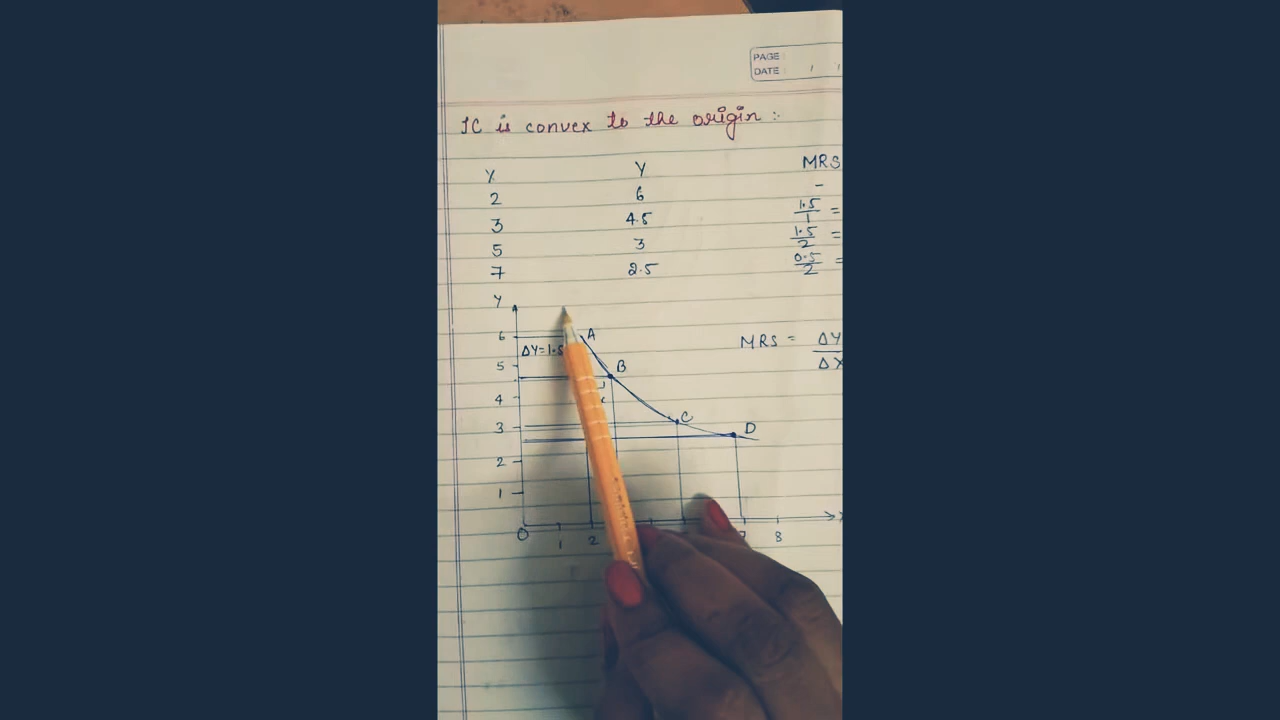 PAGE
DATE
IC is convex to the origin :
X Y MRS
2 6 -
3 4.5 1.5/1 =
5 3 1.5/2 =
7 2.5 0.5/2 =
Y
6 A
ΔY=1.5
5 B
MRS = ΔY/ΔX
4
3 C D
2
1
0 1 2 7 8